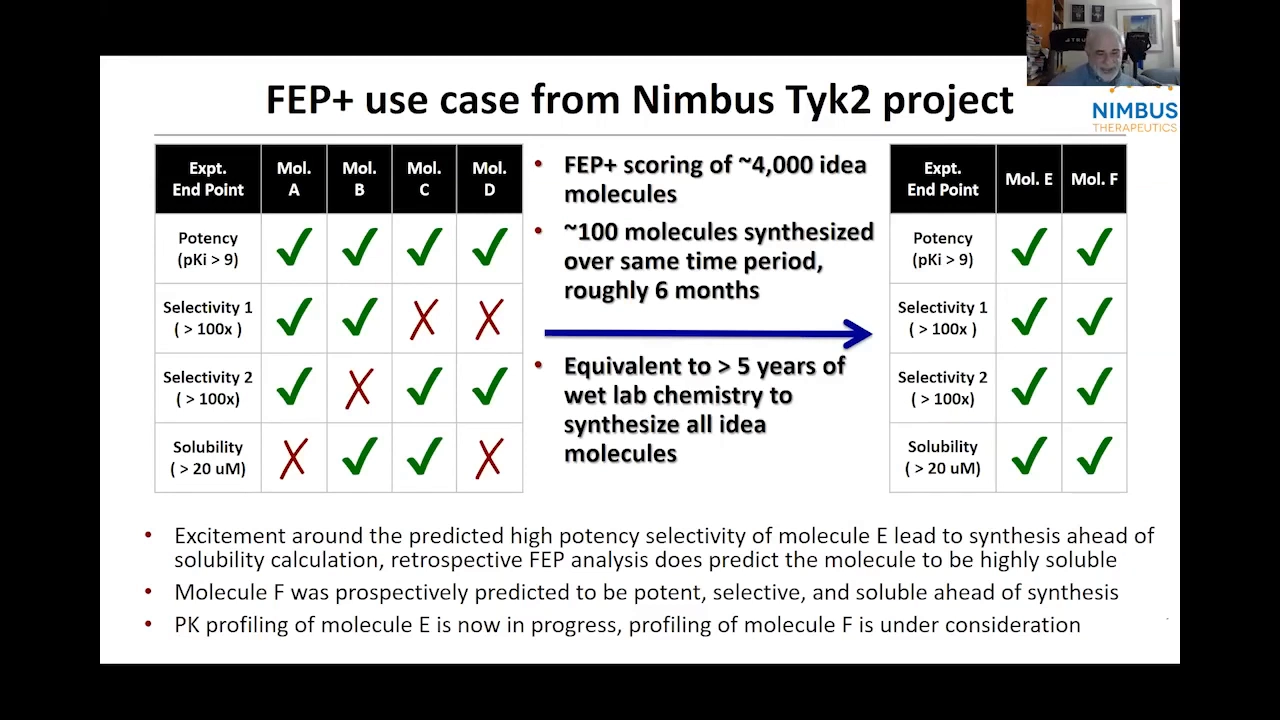 FEP+ use case from Nimbus Tyk2 project
NIMBUS
THERAPEUTICS
Expt.
End Point
Mol.
A
Mol.
B
Mol.
C
Mol.
D
Potency
(pKi > 9)
Selectivity 1
( > 100x )
Selectivity 2
( > 100x)
Solubility
( > 20 uM)
• FEP+ scoring of ~4,000 idea
molecules
• ~100 molecules synthesized
over same time period,
roughly 6 months
• Equivalent to > 5 years of
wet lab chemistry to
synthesize all idea
molecules
Expt.
End Point
Mol. E
Mol. F
Potency
(pKi > 9)
Selectivity 1
( > 100x )
Selectivity 2
( > 100x)
Solubility
( > 20 uM)
• Excitement around the predicted high potency selectivity of molecule E lead to synthesis ahead of
solubility calculation, retrospective FEP analysis does predict the molecule to be highly soluble
• Molecule F was prospectively predicted to be potent, selective, and soluble ahead of synthesis
• PK profiling of molecule E is now in progress, profiling of molecule F is under consideration